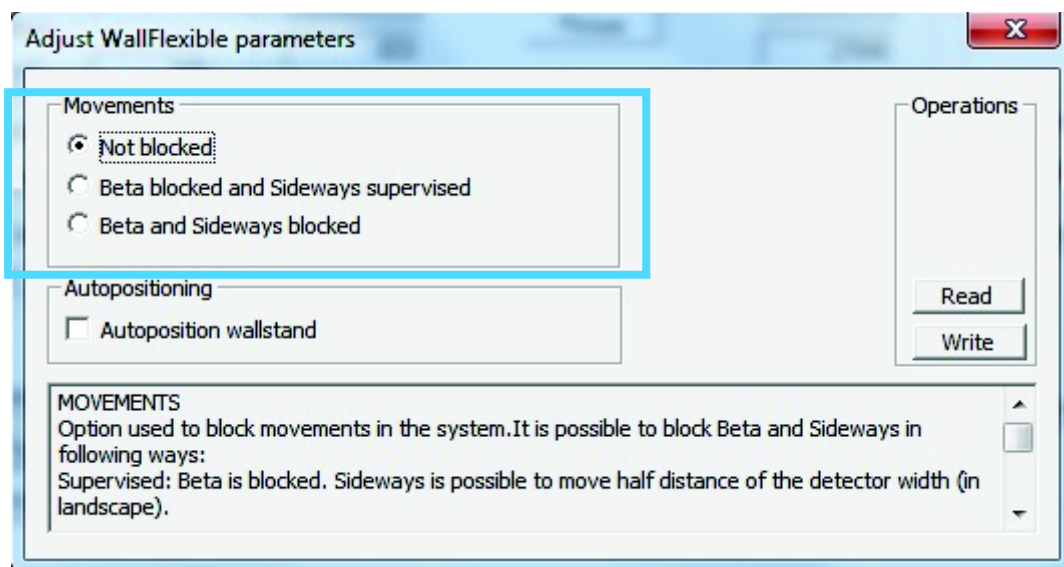 Adjust WallFlexible parameters
x
Movements
Not blocked
Beta blocked and Sideways supervised
Beta and Sideways blocked
Operations
Autopositioning
Autoposition wallstand
Read
Write
MOVEMENTS
Option used to block movements in the system.It is possible to block Beta and Sideways in
following ways:
Supervised: Beta is blocked. Sideways is possible to move half distance of the detector width (in
landscape).